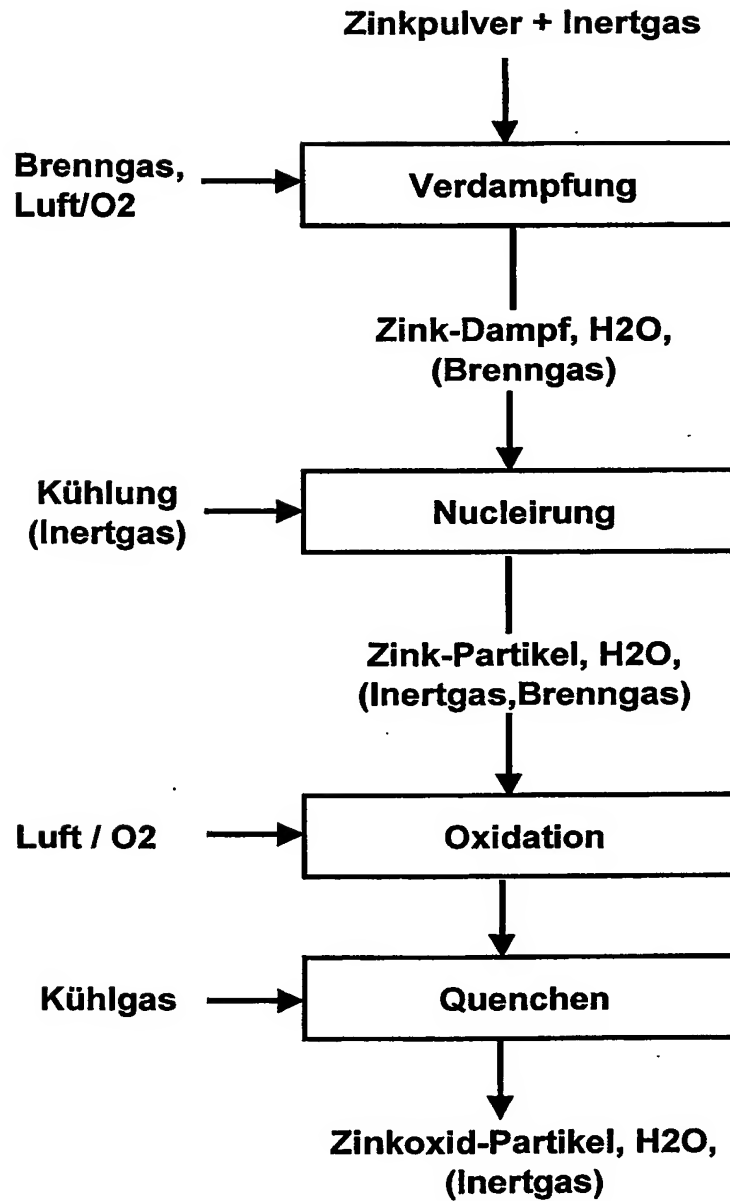 Zinkpulver + Inertgas
Brenngas,
Luft/O2
Verdampfung
Zink-Dampf, H2O,
(Brenngas)
Kühlung
(Inertgas)
Nucleirung
Zink-Partikel, H2O,
(Inertgas,Brenngas)
Luft / O2
Oxidation
Kühlgas
Quenchen
Zinkoxid-Partikel, H2O,
(Inertgas)